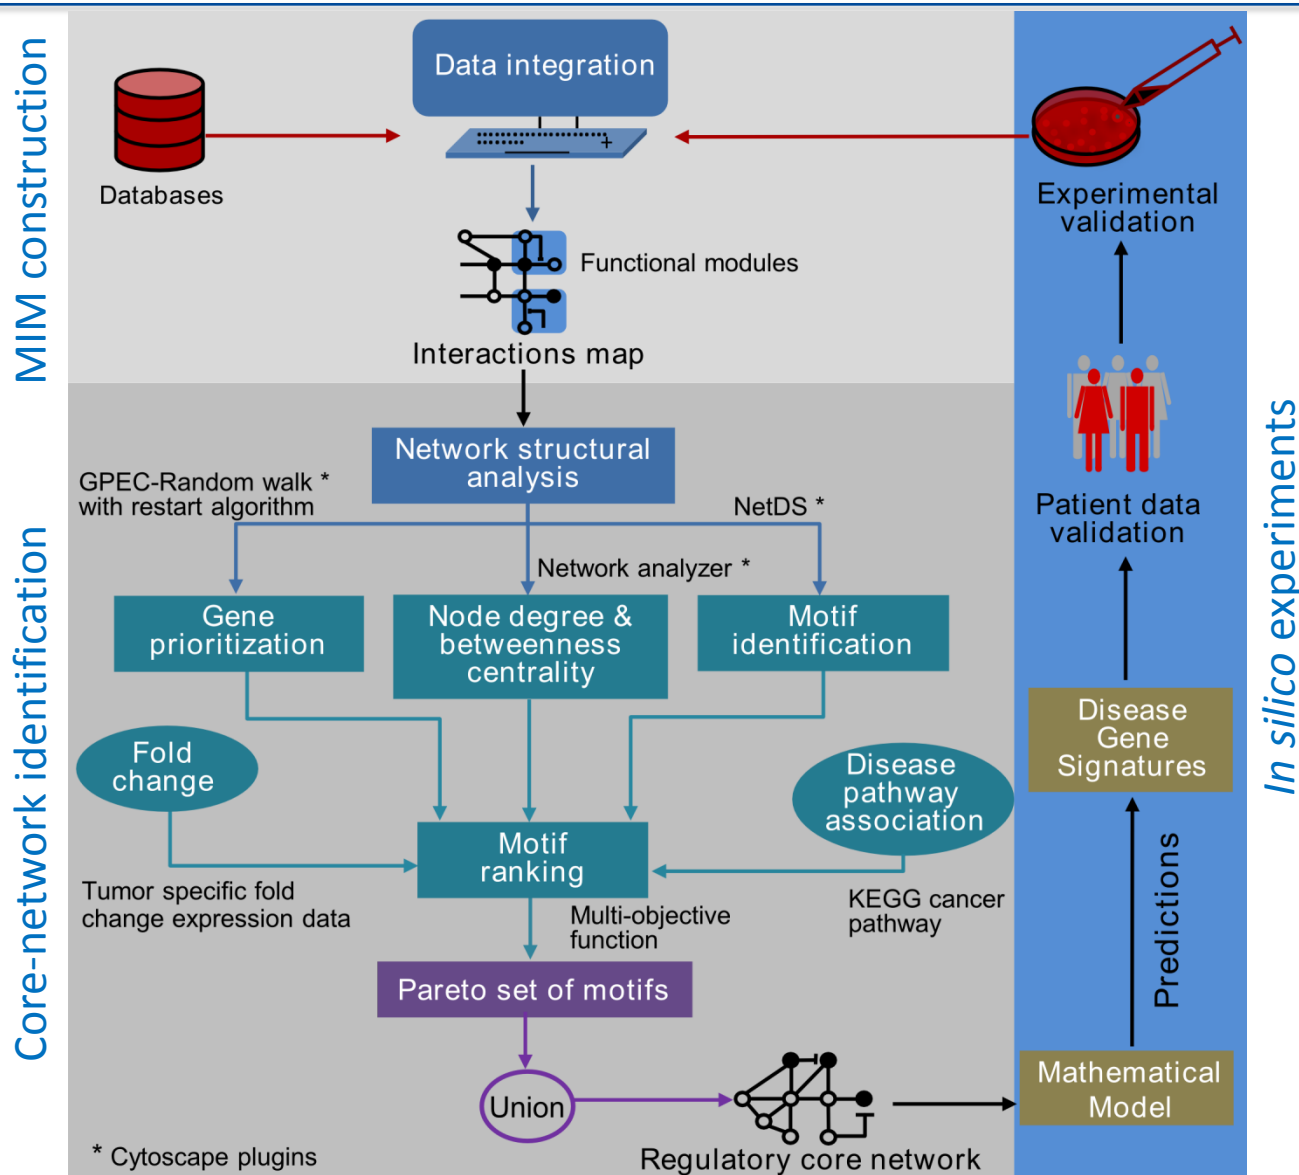 MIM construction
Data integration
Databases
Functional modules
Interactions map
Experimental
validation
Core-network identification
Network structural
analysis
GPEC-Random walk *
with restart algorithm
NetDS *
Network analyzer *
Gene
prioritization
Node degree &
betweenness
centrality
Motif
identification
Fold
change
Disease
pathway
association
Motif
ranking
Tumor specific fold
change expression data
Multi-objective
function
KEGG cancer
pathway
Pareto set of motifs
Union
Regulatory core network
* Cytoscape plugins
In silico experiments
Patient data
validation
Disease
Gene
Signatures
Predictions
Mathematical
Model